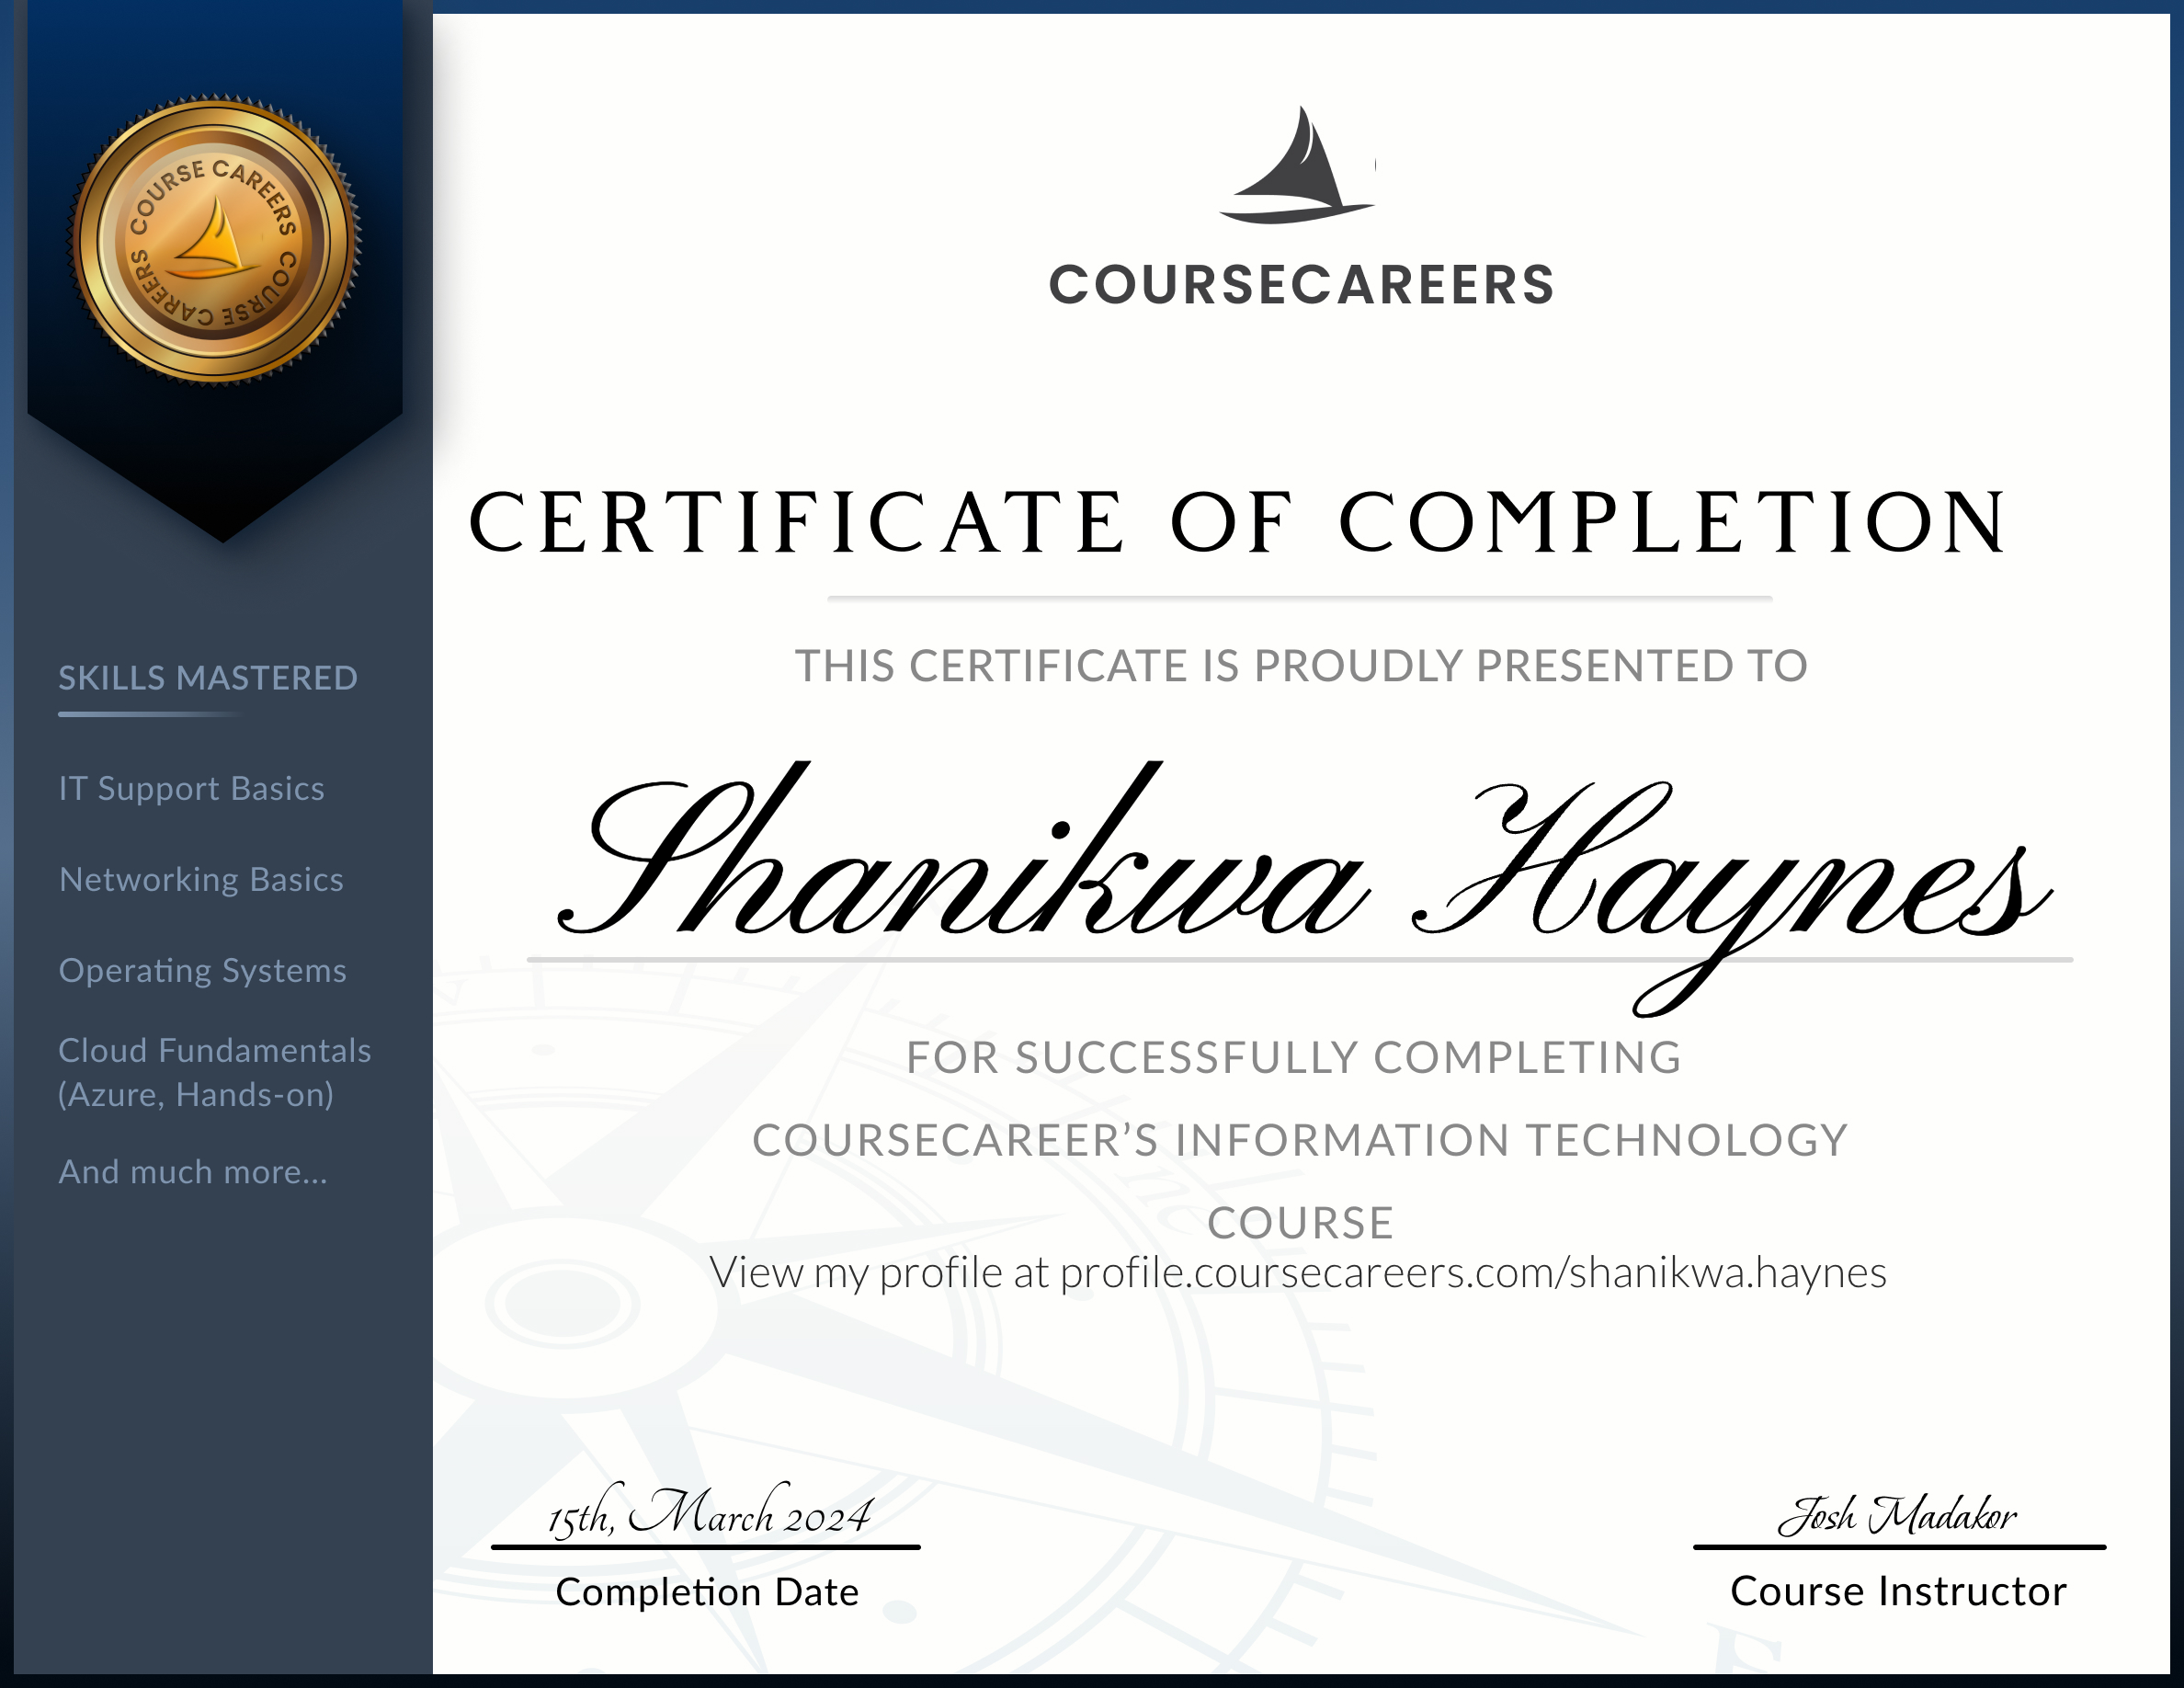 COURSE CAREERS COURSE CAREERS
COURSECAREERS
CERTIFICATE OF COMPLETION
THIS CERTIFICATE IS PROUDLY PRESENTED TO
Shanikwa Haynes
FOR SUCCESSFULLY COMPLETING
COURSECAREER’S INFORMATION TECHNOLOGY
COURSE
View my profile at profile.coursecareers.com/shanikwa.haynes
SKILLS MASTERED
IT Support Basics
Networking Basics
Operating Systems
Cloud Fundamentals
(Azure, Hands-on)
And much more...
15th, March 2024
Completion Date
Josh Madakor
Course Instructor